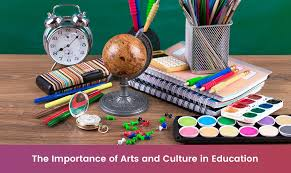 The Importance of Arts and Culture in Education